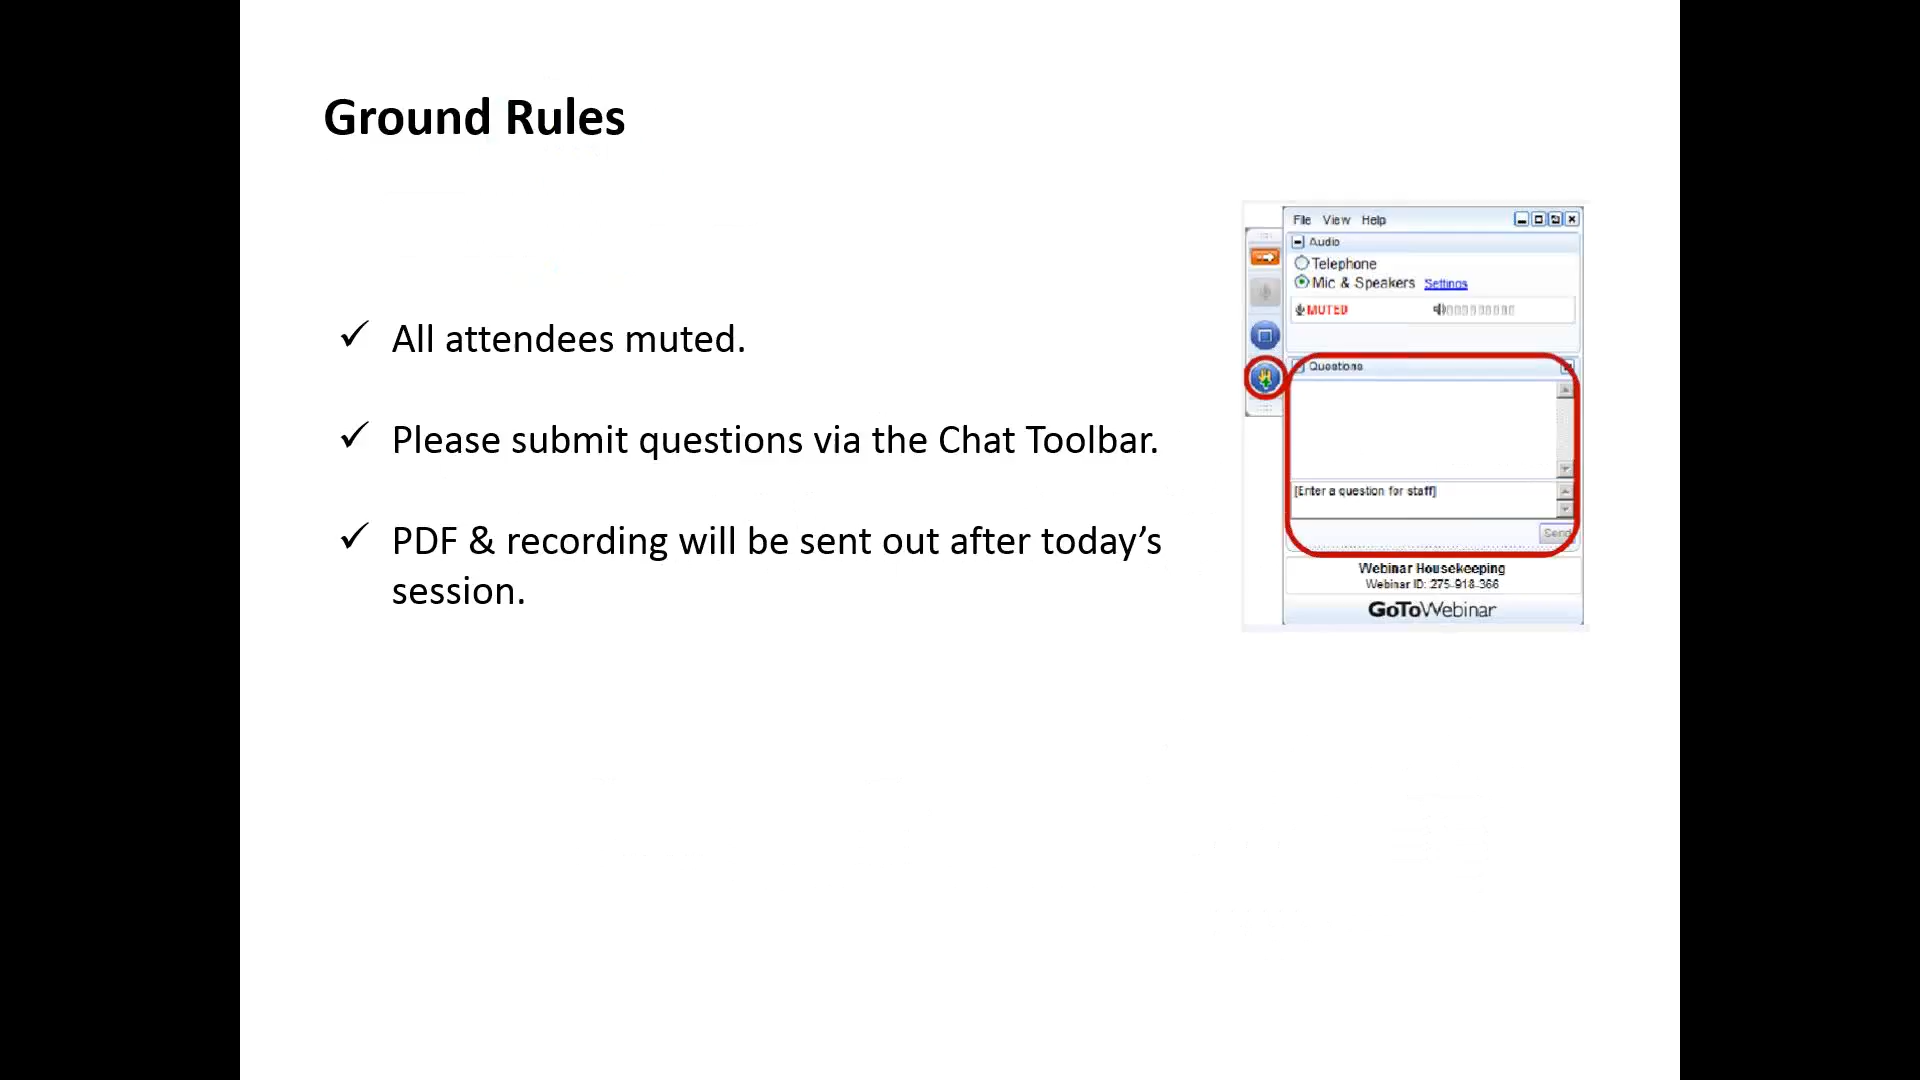 Ground Rules
✓ All attendees muted.
✓ Please submit questions via the Chat Toolbar.
✓ PDF & recording will be sent out after today’s
session.
File View Help
Audio
Telephone
Mic & Speakers Settings
MUTED
Questions
[Enter a question for staff]
Send
Webinar Housekeeping
Webinar ID: 275-918-366
GoToWebinar